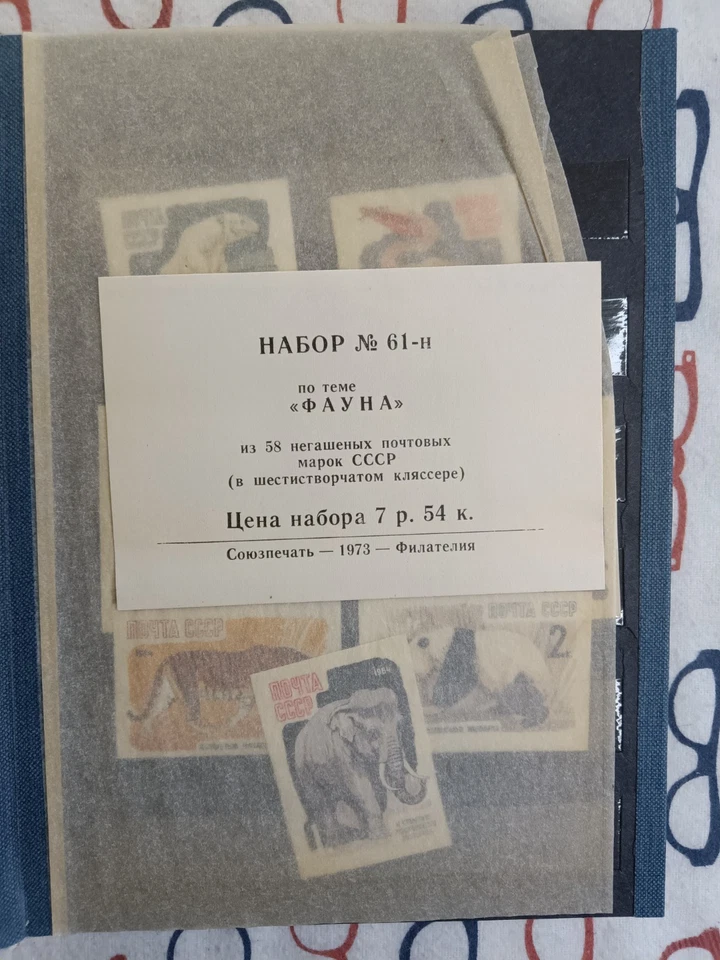 НАБОР № 61-н
по теме
«ФАУНА»
из 58 негашеных почтовых
марок СССР
(в шестистворчатом кляссере)
Цена набора 7 р. 54 к.
Союзпечать — 1973 — Филателия
ПОЧТА СССР
ПОЧТА СССР
2
ПОЧТА
СССР
1964